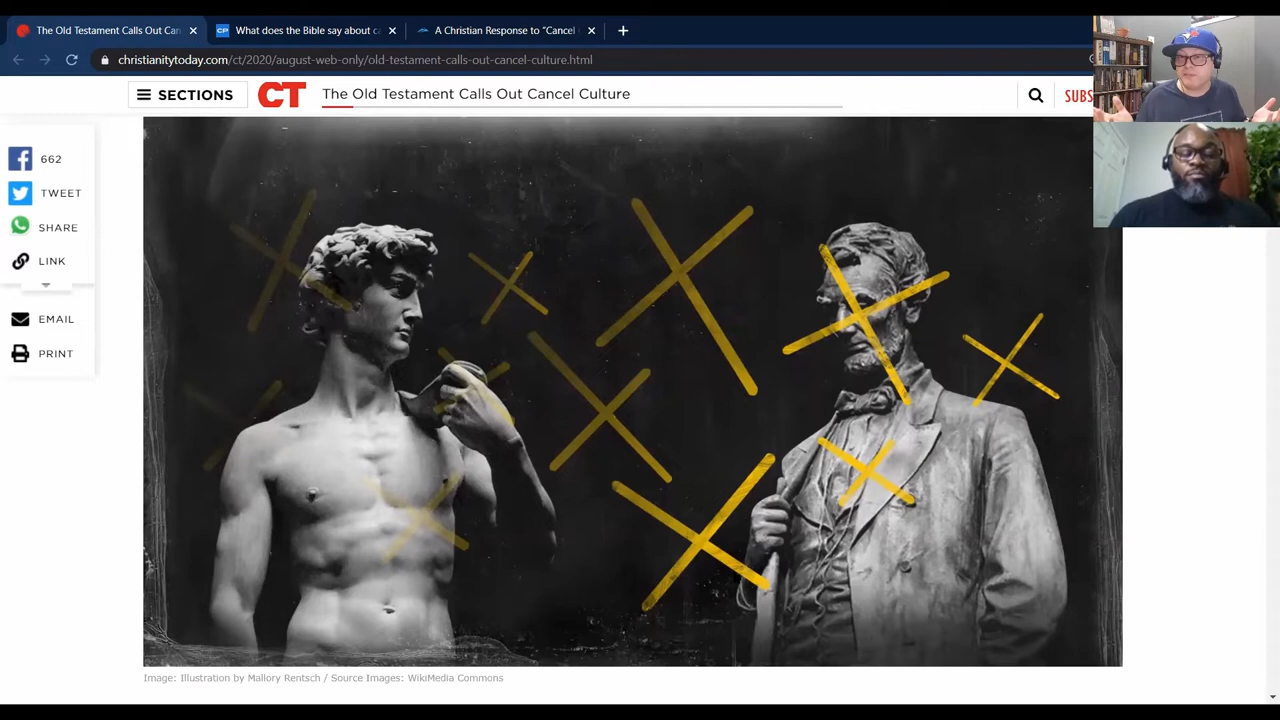 The Old Testament Calls Out Can
What does the Bible say about c
A Christian Response to “Cancel
christianitytoday.com/ct/2020/august-web-only/old-testament-calls-out-cancel-culture.html
SECTIONS
CT
The Old Testament Calls Out Cancel Culture
SUBS
662
TWEET
SHARE
LINK
EMAIL
PRINT
Image: Illustration by Mallory Rentsch / Source Images: WikiMedia Commons